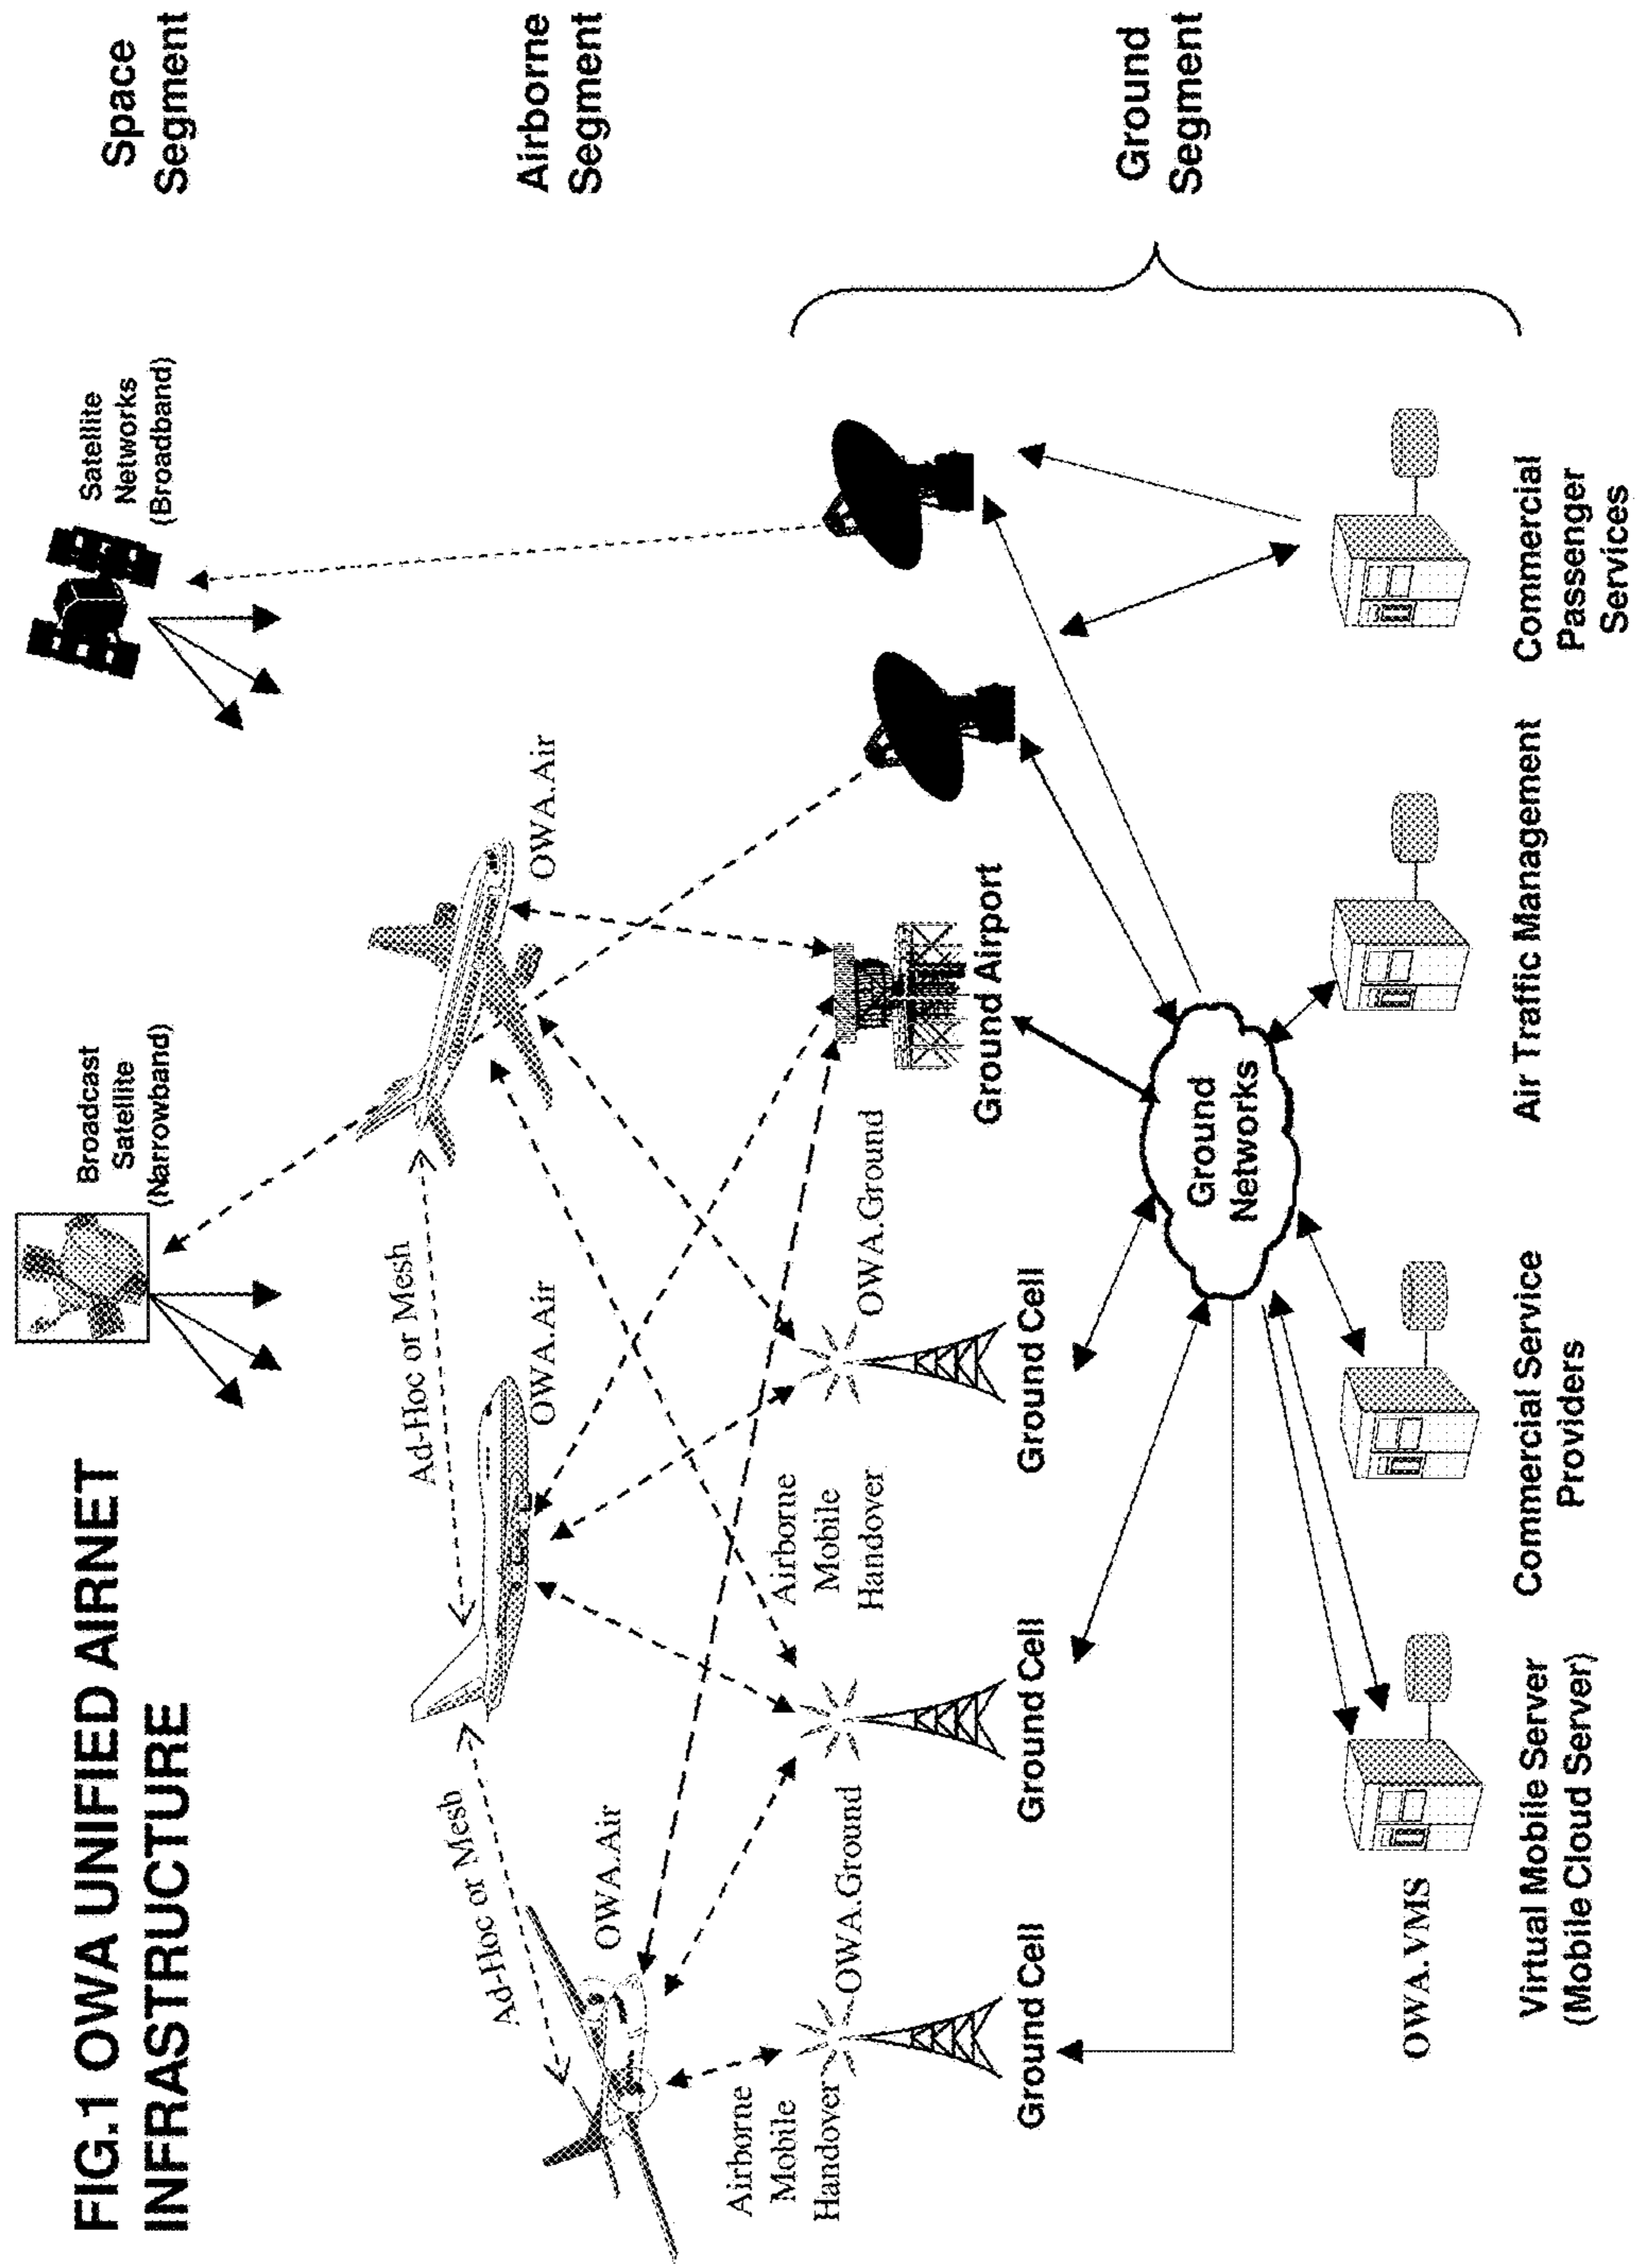 FIG.1 OWA UNIFIED AIRNET
INFRASTRUCTURE
Broadcast
Satellite
(Narrowband)
Satellite
Networks
(Broadband)
Space
Segment
Ad-Hoc or Mesh
Ad-Hoc or Mesh
OWA.Air
OWA.Air
OWA.Air
Airborne
Segment
Airborne
Mobile
Handover
OWA.Ground
Airborne
Mobile
Handover
OWA.Ground
Ground Cell
Ground Cell
Ground Cell
Ground Airport
Ground
Networks
Ground
Segment
OWA.VMS
Virtual Mobile Server
(Mobile Cloud Server)
Commercial Service
Providers
Air Traffic Management
Commercial
Passenger
Services